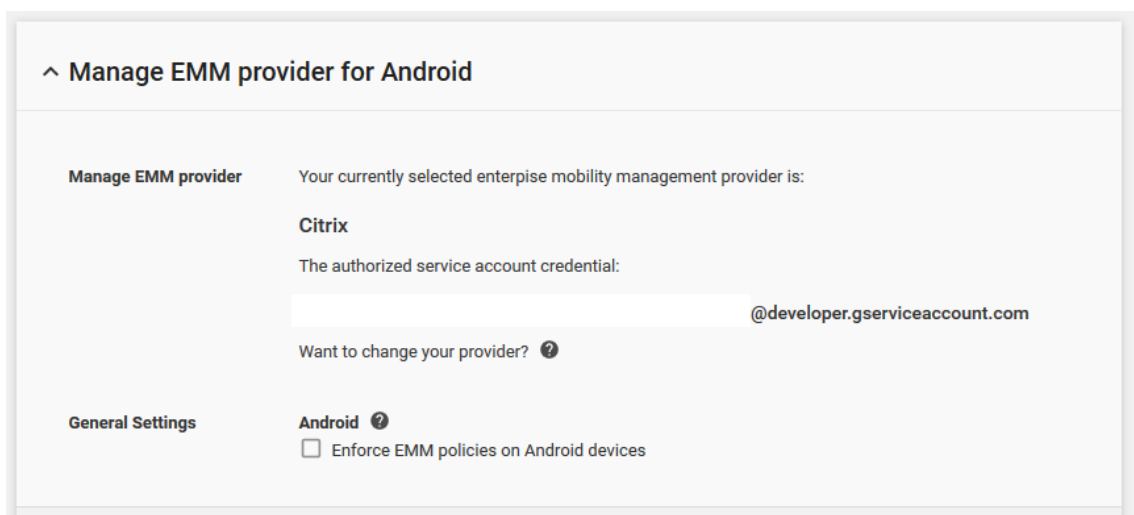 Manage EMM provider for Android
Manage EMM provider
Your currently selected enterpise mobility management provider is:
Citrix
The authorized service account credential:
@developer.gserviceaccount.com
Want to change your provider?
General Settings
Android
Enforce EMM policies on Android devices